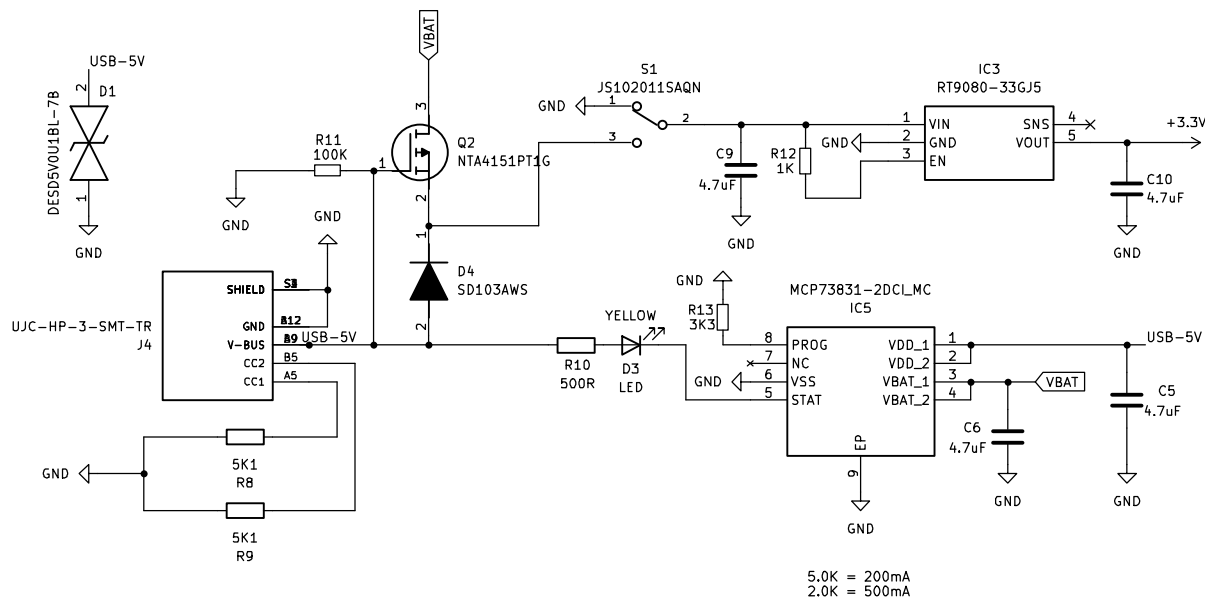 VBAT
USB-5V
2
D1
DESD5V0U1BL-7B
1
GND
R11
100K
GND
3
1
Q2
NTA4151PT1G
2
S1
JS102011SAQN
GND
1
2
3
C9
4.7uF
GND
R12
1K
IC3
RT9080-33GJ5
1 VIN
2 GND
3 EN
SNS 4
VOUT 5
GND
+3.3V
C10
4.7uF
GND
GND
1
D4
SD103AWS
2
UJC-HP-3-SMT-TR
J4
SHIELD
GND
V-BUS USB-5V
CC2 B5
CC1 A5
5K1
R8
GND
5K1
R9
R10
500R
YELLOW
D3
LED
GND
R13
3K3
MCP73831-2DCI_MC
IC5
8 PROG
7 NC
6 VSS
5 STAT
GND
VDD_1 1
VDD_2 2
VBAT_1 3
VBAT_2 4
EP
9
GND
USB-5V
VBAT
C6
4.7uF
GND
C5
4.7uF
GND
5.0K = 200mA
2.0K = 500mA